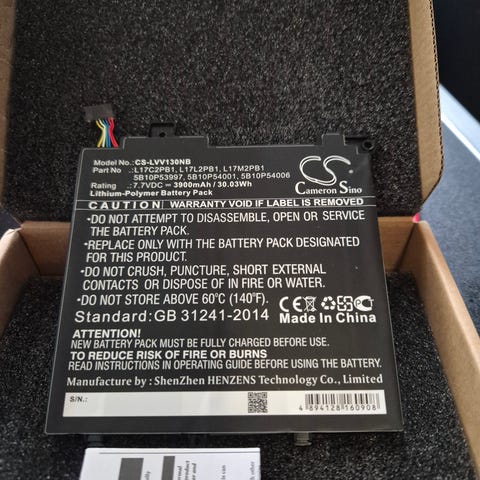 Model No.: :CS-LVV130NB
Part No :L17C2PB1, L17L2PB1, L17M2PB1
5B10P53997, 5B10P54001, 5B10P54006
Rating :7.7VDC ⎓ 3900mAh / 30.03Wh
Lithium-Polymer Battery Pack
CS
Cameron Sino
CAUTION WARRANTY VOID IF LABEL IS REMOVED
•DO NOT ATTEMPT TO DISASSEMBLE, OPEN OR SERVICE
THE BATTERY PACK.
•REPLACE ONLY WITH THE BATTERY PACK DESIGNATED
FOR THIS PRODUCT.
•DO NOT CRUSH, PUNCTURE, SHORT EXTERNAL
CONTACTS OR DISPOSE OF IN FIRE OR WATER.
•DO NOT STORE ABOVE 60°C (140°F).
Standard:GB 31241-2014
CE
Made In China
ATTENTION!
NEW BATTERY PACK MUST BE FULLY CHARGED BEFORE USE.
TO REDUCE RISK OF FIRE OR BURNS
READ INSTRUCTIONS IN OPERATING MANUAL BEFORE USING THE BATTERY.
Manufacture by : ShenZhen HENZENS Technology Co., Limited
S/N.:
4 894128 160908